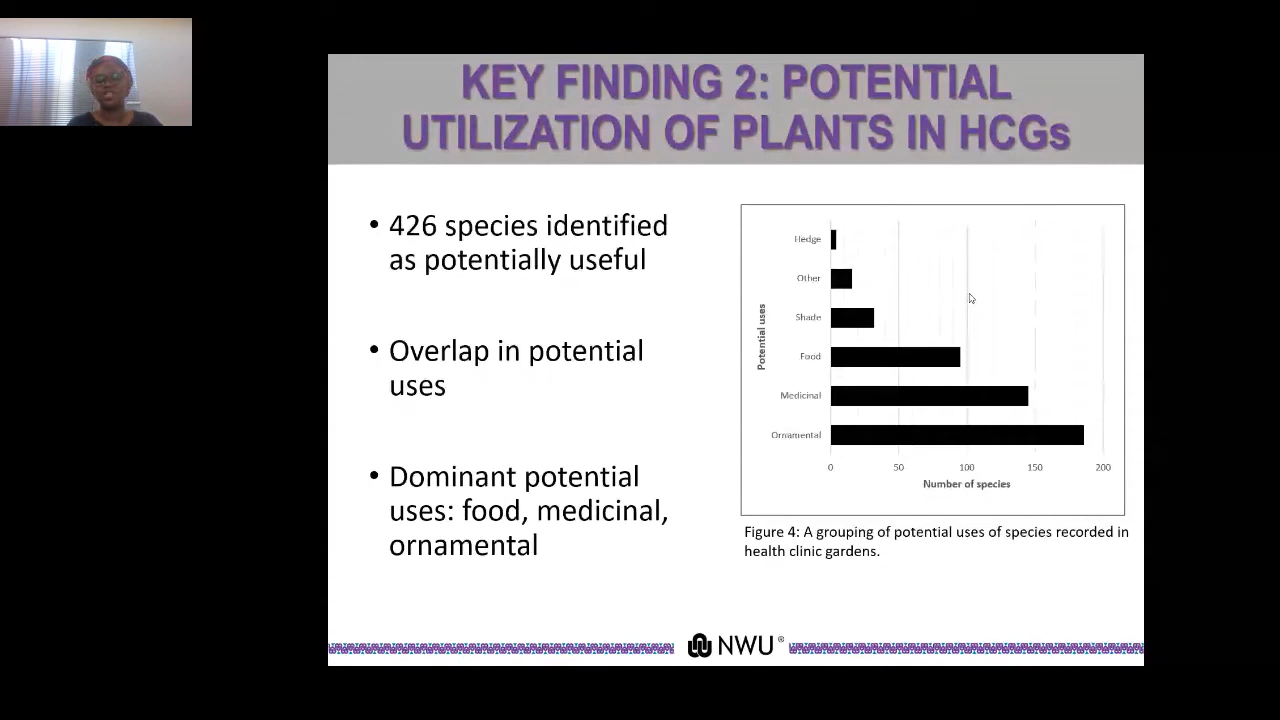 KEY FINDING 2: POTENTIAL
UTILIZATION OF PLANTS IN HCGs
• 426 species identified
as potentially useful
• Overlap in potential
uses
• Dominant potential
uses: food, medicinal,
ornamental
Potential uses
Hedge
Other
Shade
Food
Medicinal
Ornamental
0 50 100 150 200
Number of species
Figure 4: A grouping of potential uses of species recorded in
health clinic gardens.
NWU®